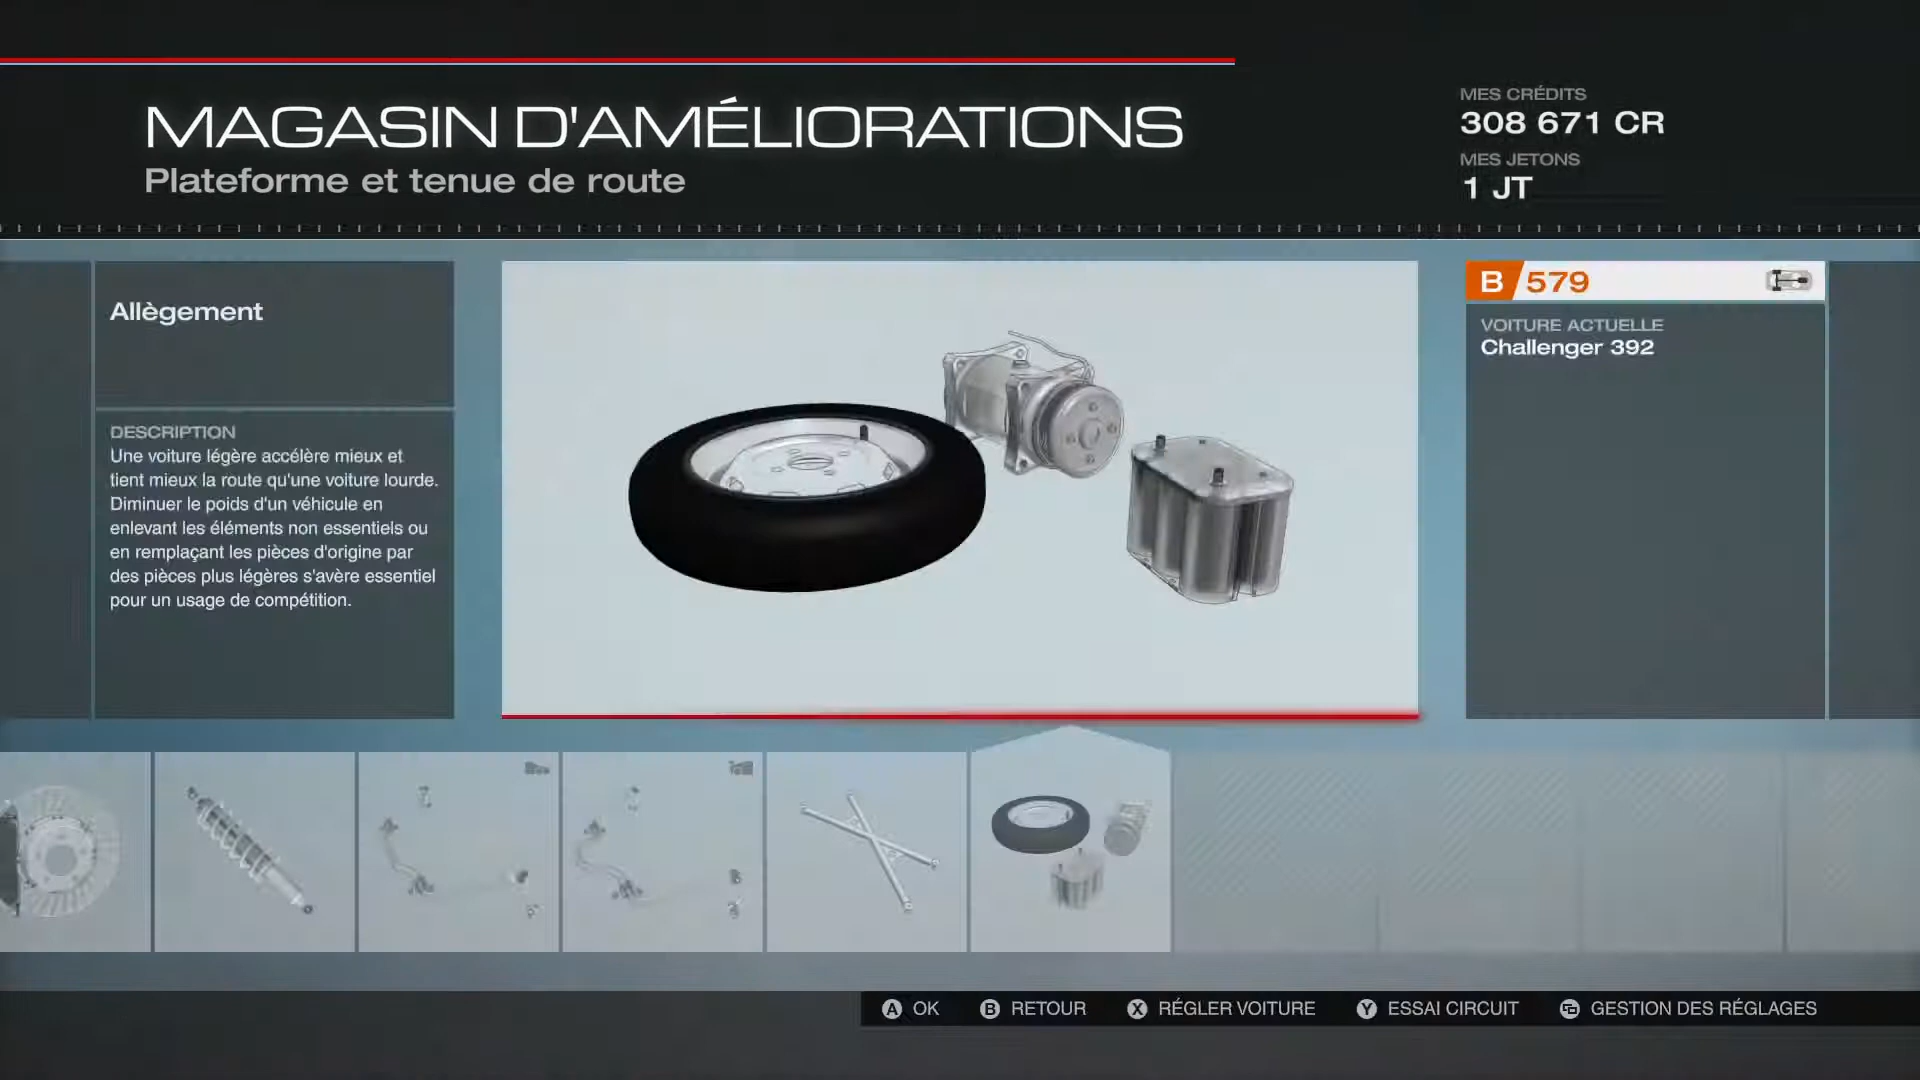 MAGASIN D'AMÉLIORATIONS
Plateforme et tenue de route
MES CRÉDITS
308 671 CR
MES JETONS
1 JT
Allègement
DESCRIPTION
Une voiture légère accélère mieux et
tient mieux la route qu'une voiture lourde.
Diminuer le poids d'un véhicule en
enlevant les éléments non essentiels ou
en remplaçant les pièces d'origine par
des pièces plus légères s'avère essentiel
pour un usage de compétition.
B 579
VOITURE ACTUELLE
Challenger 392
A OK B RETOUR X RÉGLER VOITURE Y ESSAI CIRCUIT GESTION DES RÉGLAGES